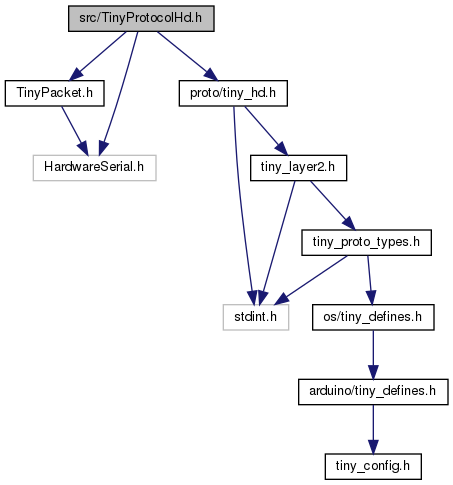 src/TinyProtocolHd.h
TinyPacket.h
proto/tiny_hd.h
HardwareSerial.h
tiny_layer2.h
tiny_proto_types.h
stdint.h
os/tiny_defines.h
arduino/tiny_defines.h
tiny_config.h